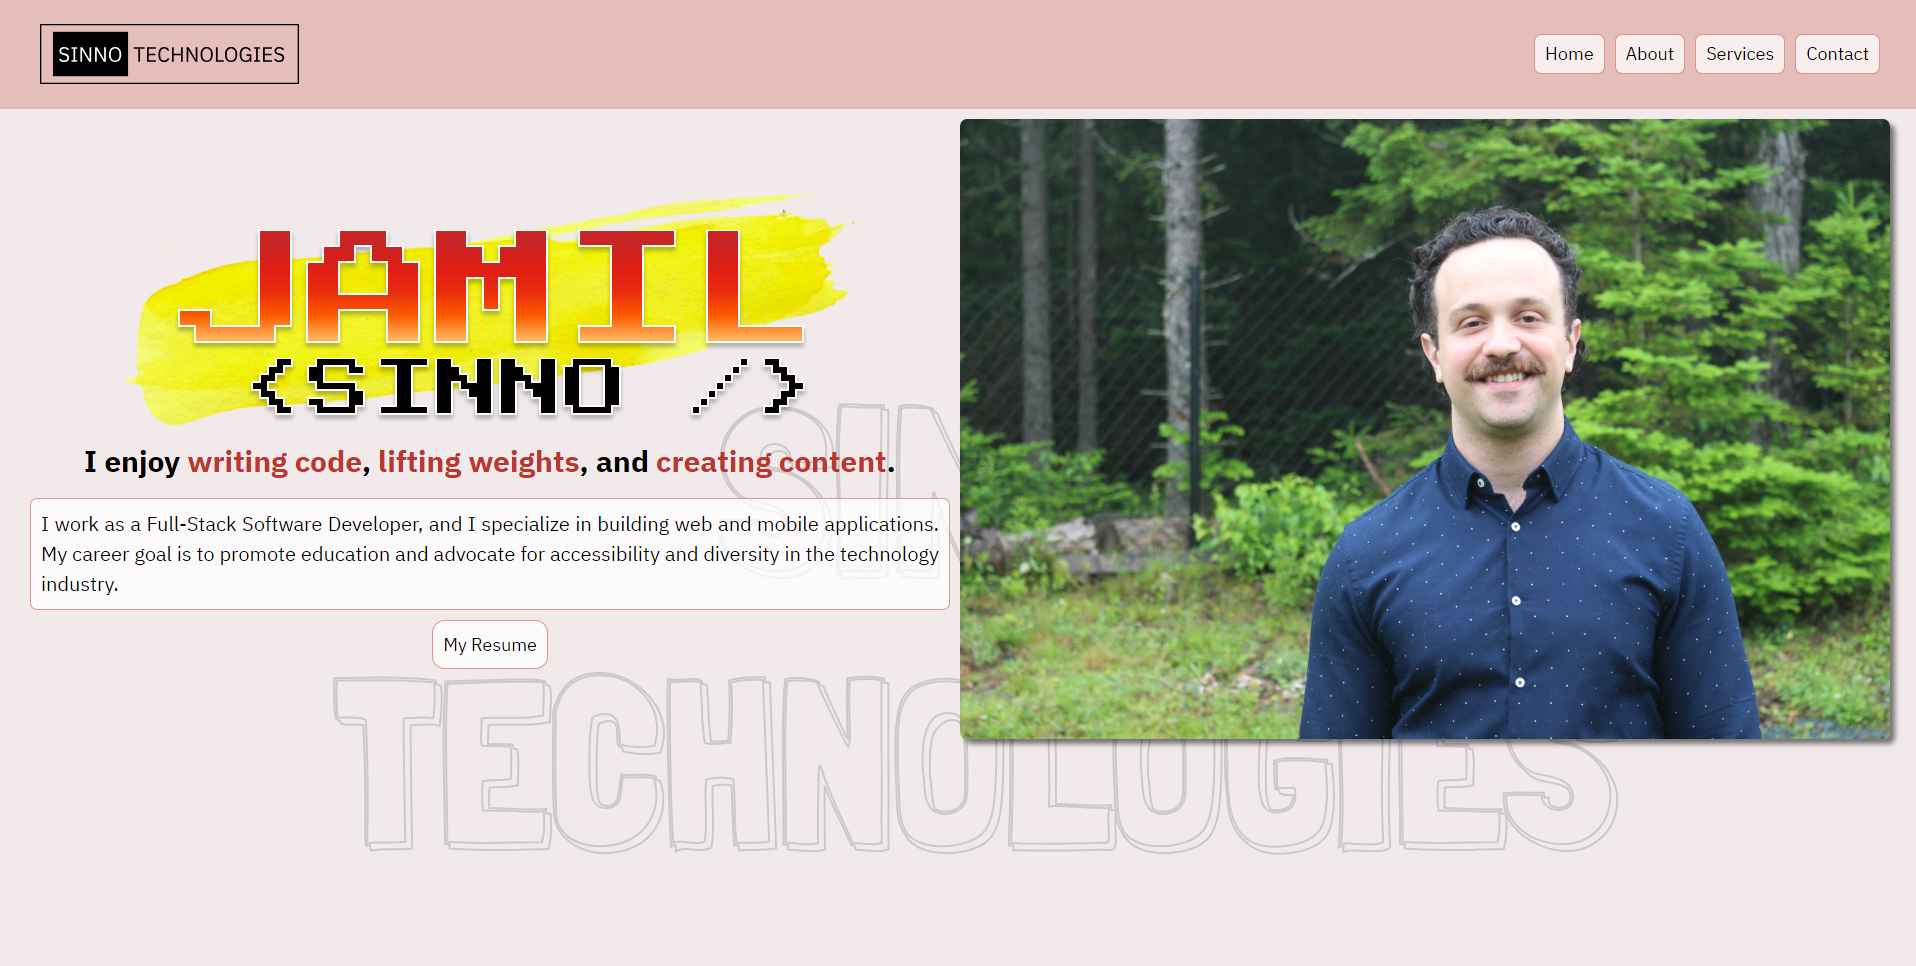 SINNO TECHNOLOGIES
Home
About
Services
Contact
JAMIL
<SINNO />
I enjoy writing code, lifting weights, and creating content.
I work as a Full-Stack Software Developer, and I specialize in building web and mobile applications.
My career goal is to promote education and advocate for accessibility and diversity in the technology
industry.
My Resume
SIN
TECHNOLOGIES